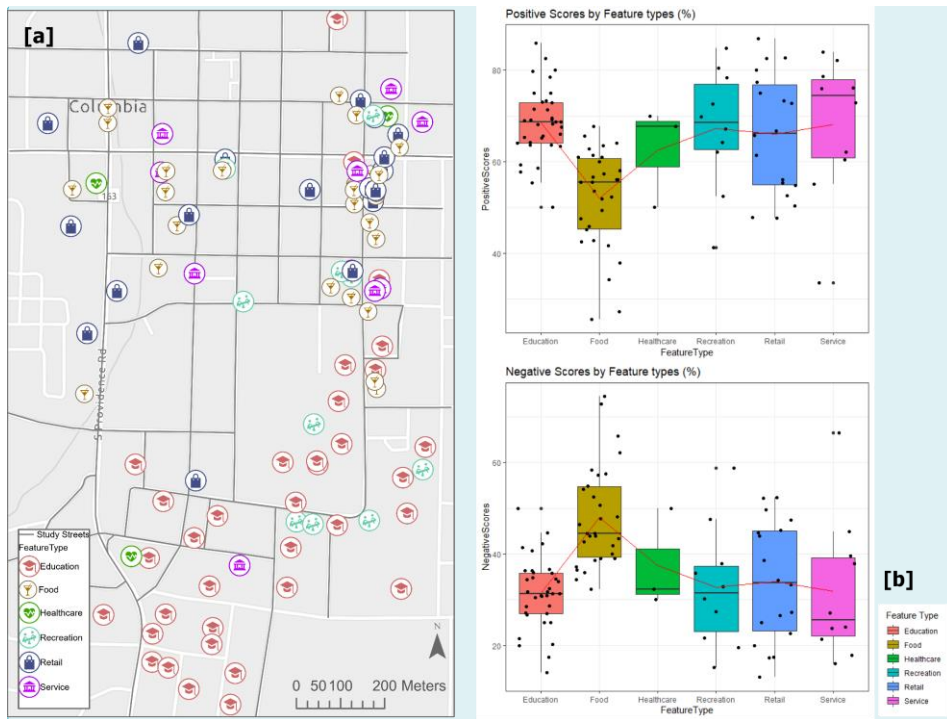 [a]
Columbia
163
S Providence Rd
Study Streets
FeatureType
Education
Food
Healthcare
Recreation
Retail
Service
N
0 50 100 200 Meters
Positive Scores by Feature types (%)
PositiveScores
80
60
40
Education Food Healthcare Recreation Retail Service
FeatureType
Negative Scores by Feature types (%)
NegativeScores
60
40
20
Education Food Healthcare Recreation Retail Service
FeatureType
[b]
Feature Type
Education
Food
Healthcare
Recreation
Retail
Service